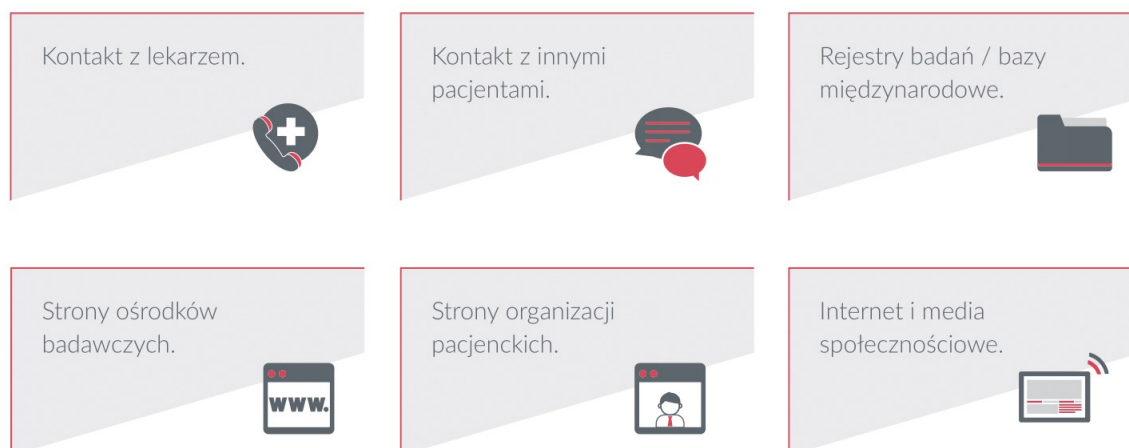 Kontakt z lekarzem.
Kontakt z innymi
pacjentami.
Rejestry badań / bazy
międzynarodowe.
Strony ośrodków
badawczych.
www.
Strony organizacji
pacjenckich.
Internet i media
społecznościowe.